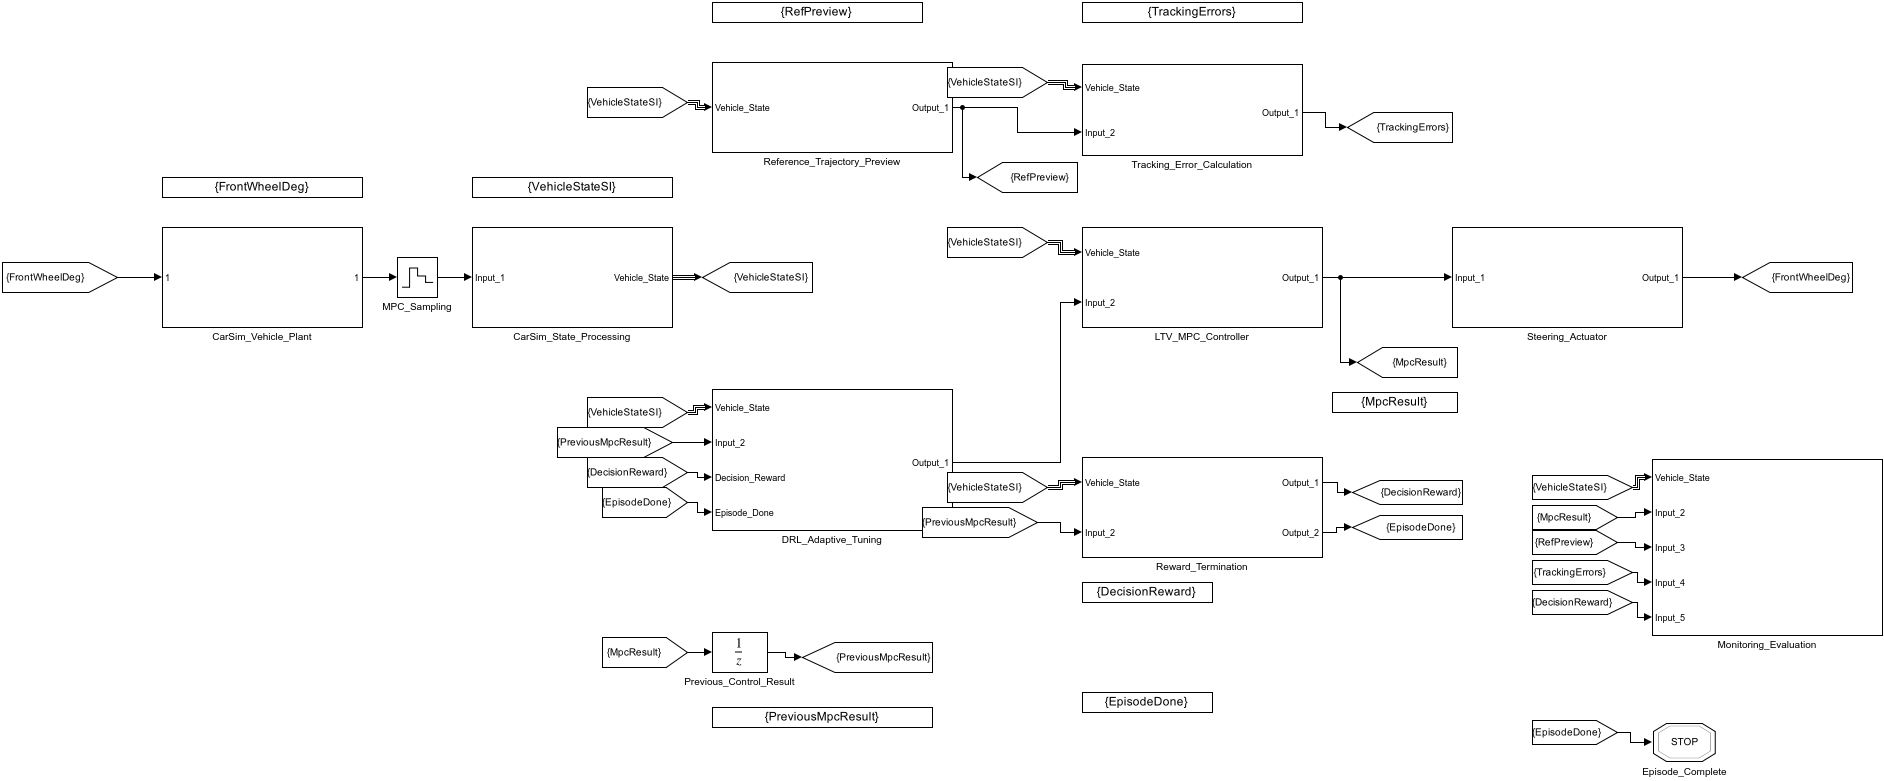 {RefPreview}
{TrackingErrors}
{VehicleStateSI}
Vehicle_State
Output_1
Reference_Trajectory_Preview
{VehicleStateSI}
Vehicle_State
Input_2
Output_1
Tracking_Error_Calculation
{TrackingErrors}
{RefPreview}
{FrontWheelDeg}
{VehicleStateSI}
{FrontWheelDeg}
1
1
CarSim_Vehicle_Plant
MPC_Sampling
Input_1
Vehicle_State
CarSim_State_Processing
{VehicleStateSI}
{VehicleStateSI}
Vehicle_State
Input_2
Output_1
LTV_MPC_Controller
Input_1
Output_1
Steering_Actuator
{FrontWheelDeg}
{MpcResult}
{MpcResult}
{VehicleStateSI}
{PreviousMpcResult}
{DecisionReward}
{EpisodeDone}
Vehicle_State
Input_2
Decision_Reward
Episode_Done
Output_1
DRL_Adaptive_Tuning
{VehicleStateSI}
{PreviousMpcResult}
Vehicle_State
Input_2
Output_1
Output_2
Reward_Termination
{DecisionReward}
{EpisodeDone}
{DecisionReward}
{VehicleStateSI}
{MpcResult}
{RefPreview}
{TrackingErrors}
{DecisionReward}
Vehicle_State
Input_2
Input_3
Input_4
Input_5
Monitoring_Evaluation
{MpcResult}
1
z
Previous_Control_Result
{PreviousMpcResult}
{PreviousMpcResult}
{EpisodeDone}
{EpisodeDone}
STOP
Episode_Complete